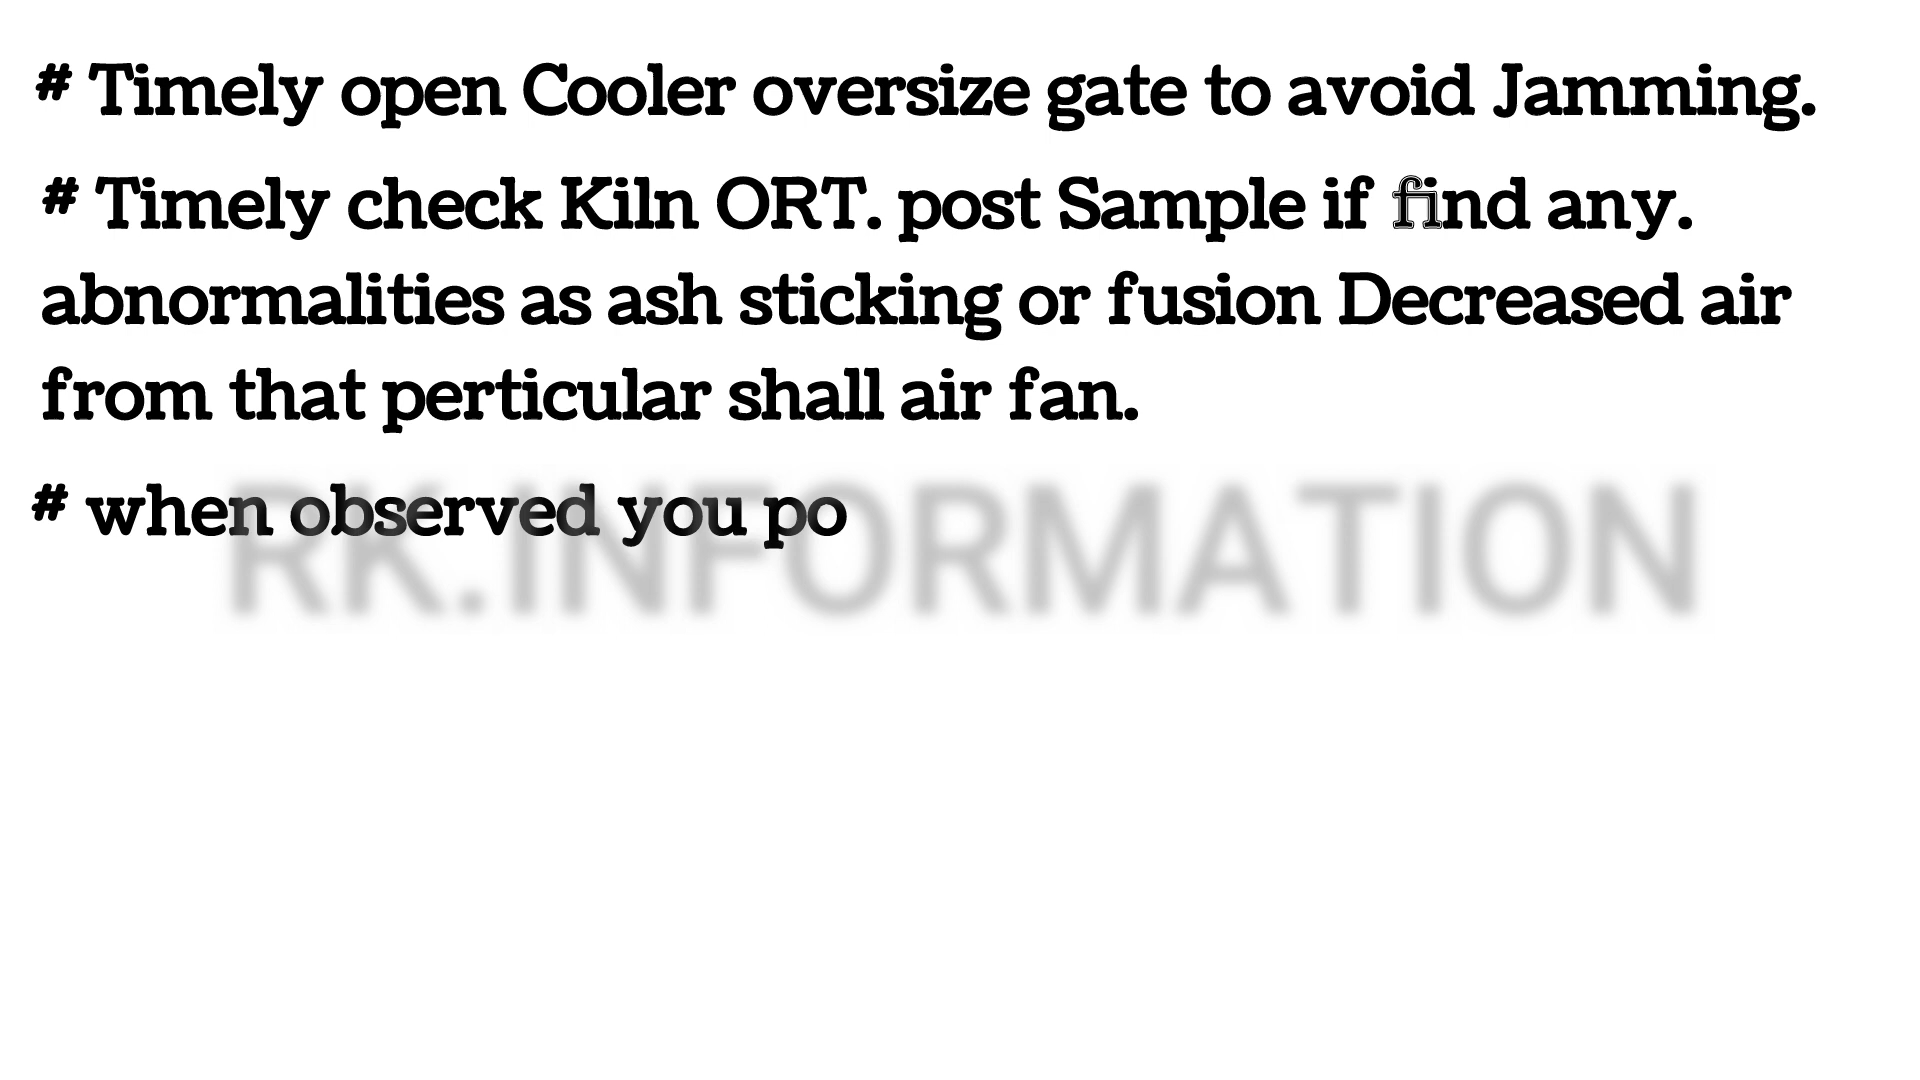 # Timely open Cooler oversize gate to avoid Jamming.
# Timely check Kiln ORT. post Sample if find any.
abnormalities as ash sticking or fusion Decreased air
from that perticular shall air fan.
# when observed you po
RK.INFORMATION